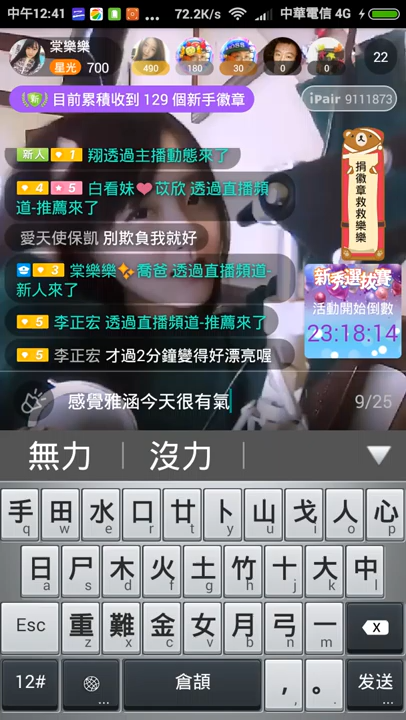 中午12:41
72.2K/s
中華電信 4G
棠樂樂
星光 700
490
180
30
0
0
22
新 目前累積收到 129 個新手徽章
iPair 9111873
新人 1 翔透過主播動態來了
4 5 白看妹❤苡欣 透過直播頻
道-推薦來了
愛天使保凱 別欺負我就好
3 棠樂樂✨喬爸 透過直播頻道-
新人來了
5 李正宏 透過直播頻道-推薦來了
5 李正宏 才過2分鐘變得好漂亮喔
捐徽章救救樂樂
新秀選拔賽
活動開始倒數
23:18:14
感覺雅涵今天很有氣
9/25
無力
沒力
手 田 水 口 廿 卜 山 戈 人 心
q w e r t y u i o p
日 尸 木 火 土 竹 十 大 中
a s d f g h j k l
Esc 重 難 金 女 月 弓 一 X
z x c v b n m
12# 倉頡 , 。 发送